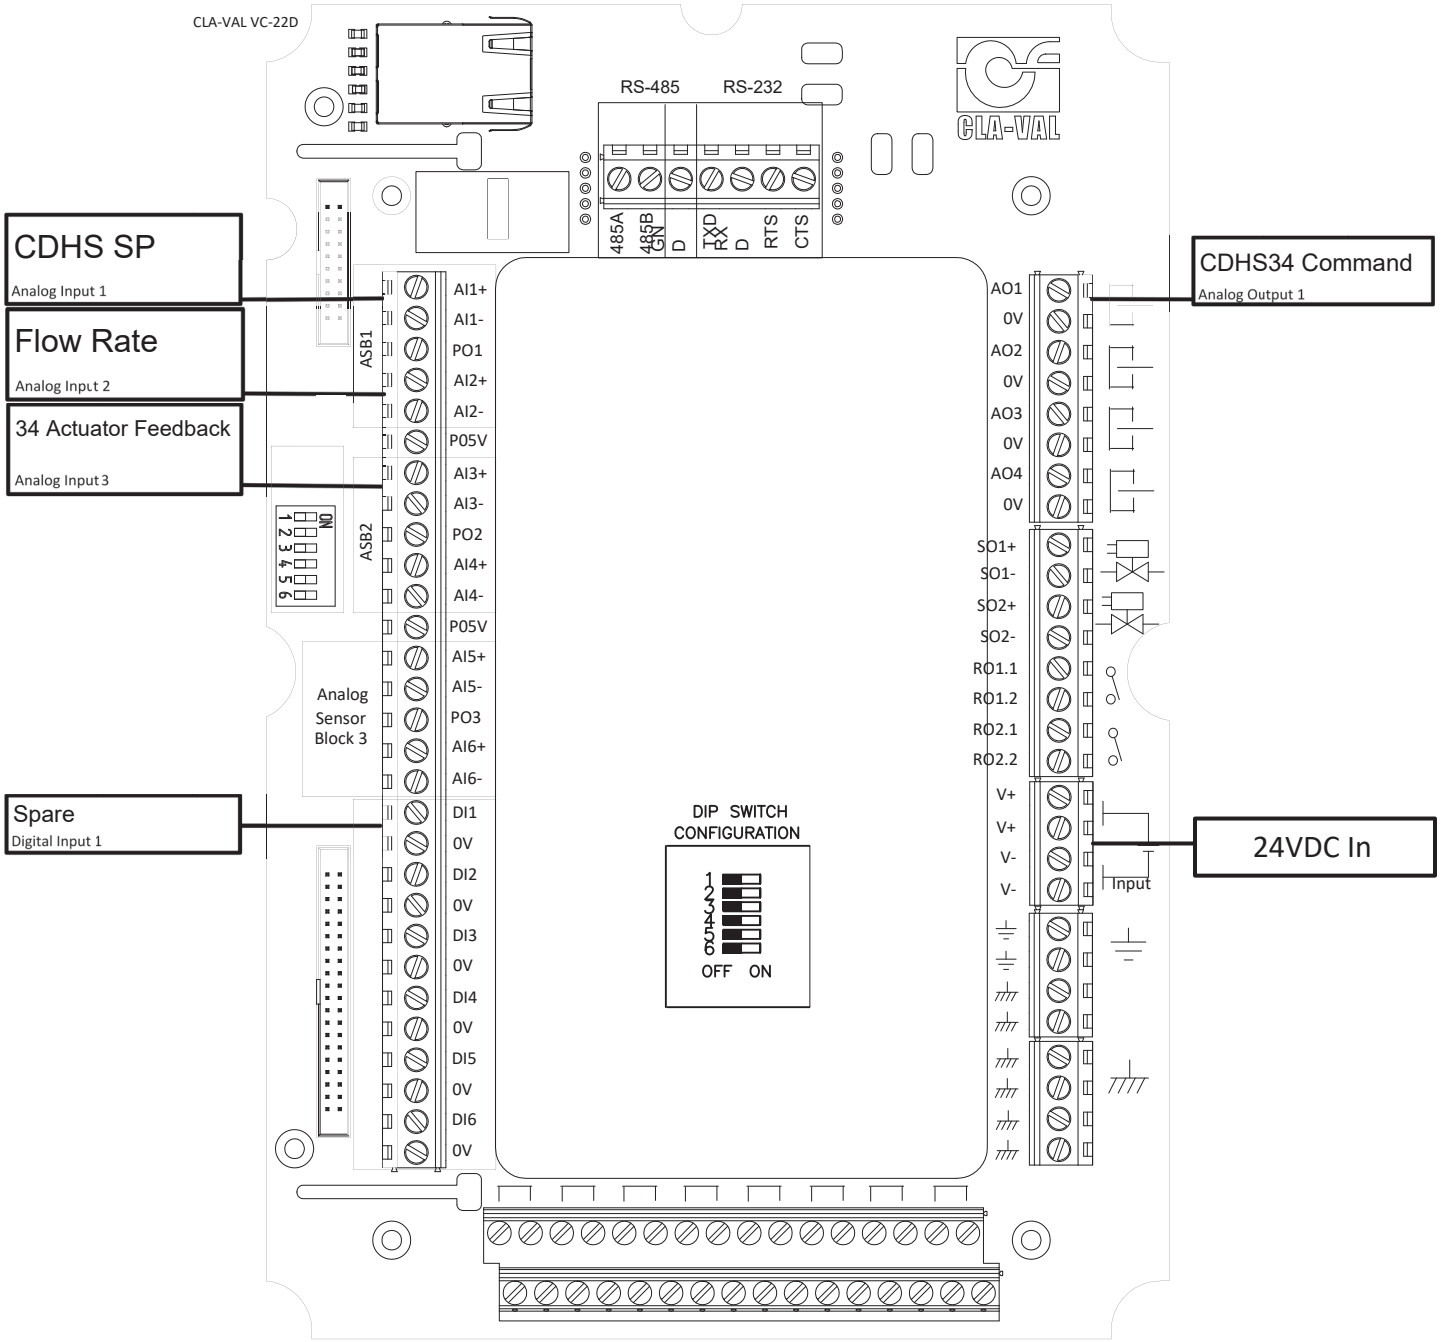 CLA-VAL VC-22D
RS-485
RS-232
CLA-VAL
485A
485B
GN
D
TXD
RX
D
RTS
CTS
CDHS SP
Analog Input 1
Flow Rate
Analog Input 2
34 Actuator Feedback
Analog Input 3
ASB1
AI1+
AI1-
PO1
AI2+
AI2-
P05V
ON
1
2
3
4
5
6
ASB2
AI3+
AI3-
PO2
AI4+
AI4-
P05V
Analog
Sensor
Block 3
AI5+
AI5-
PO3
AI6+
AI6-
Spare
Digital Input 1
DI1
0V
DI2
0V
DI3
0V
DI4
0V
DI5
0V
DI6
0V
DIP SWITCH
CONFIGURATION
1
2
3
4
5
6
OFF ON
AO1
0V
AO2
0V
AO3
0V
AO4
0V
SO1+
SO1-
SO2+
SO2-
RO1.1
RO1.2
RO2.1
RO2.2
V+
V+
V-
V-
Input
CDHS34 Command
Analog Output 1
24VDC In